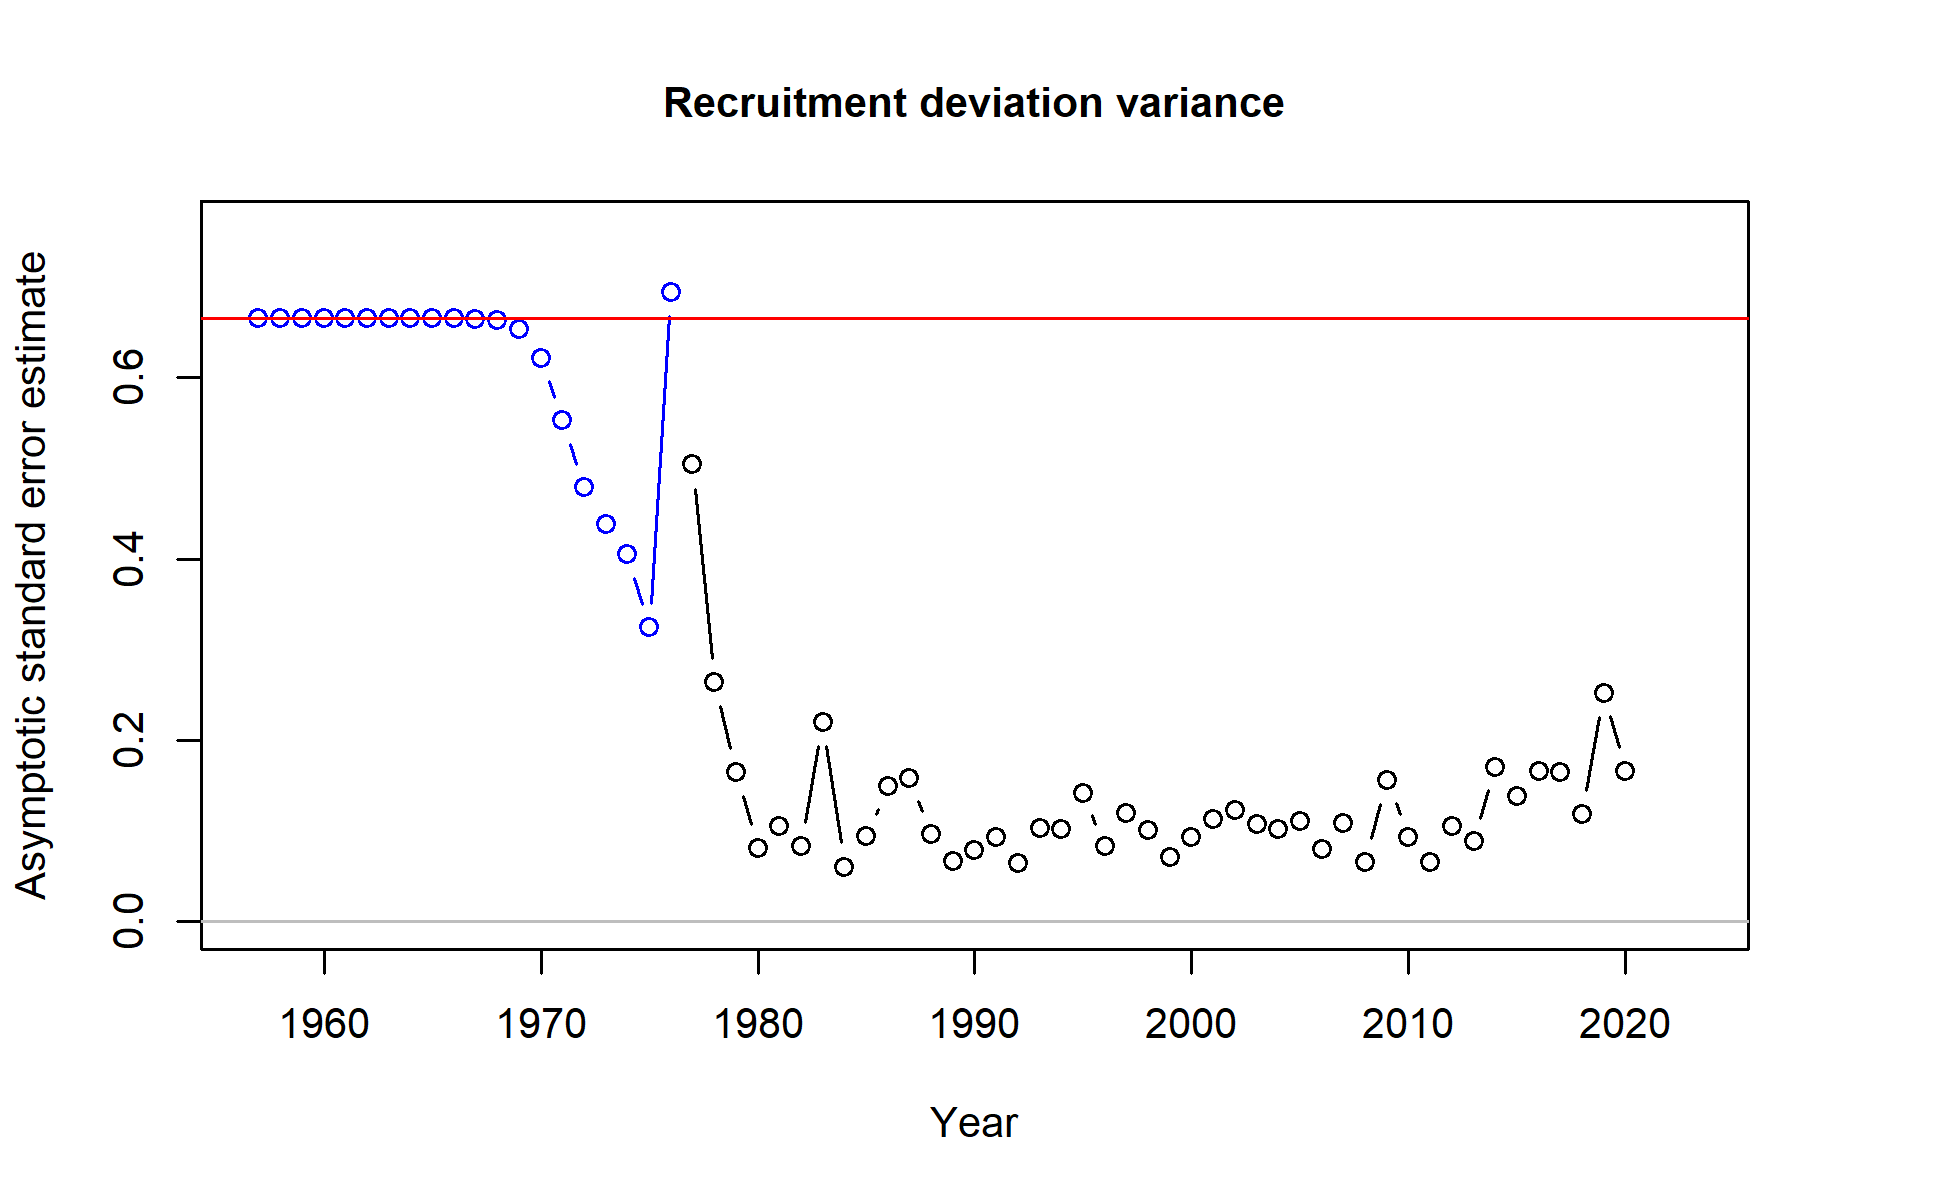 Recruitment deviation variance
Asymptotic standard error estimate
0.6
0.4
0.2
0.0
1960 1970 1980 1990 2000 2010 2020
Year